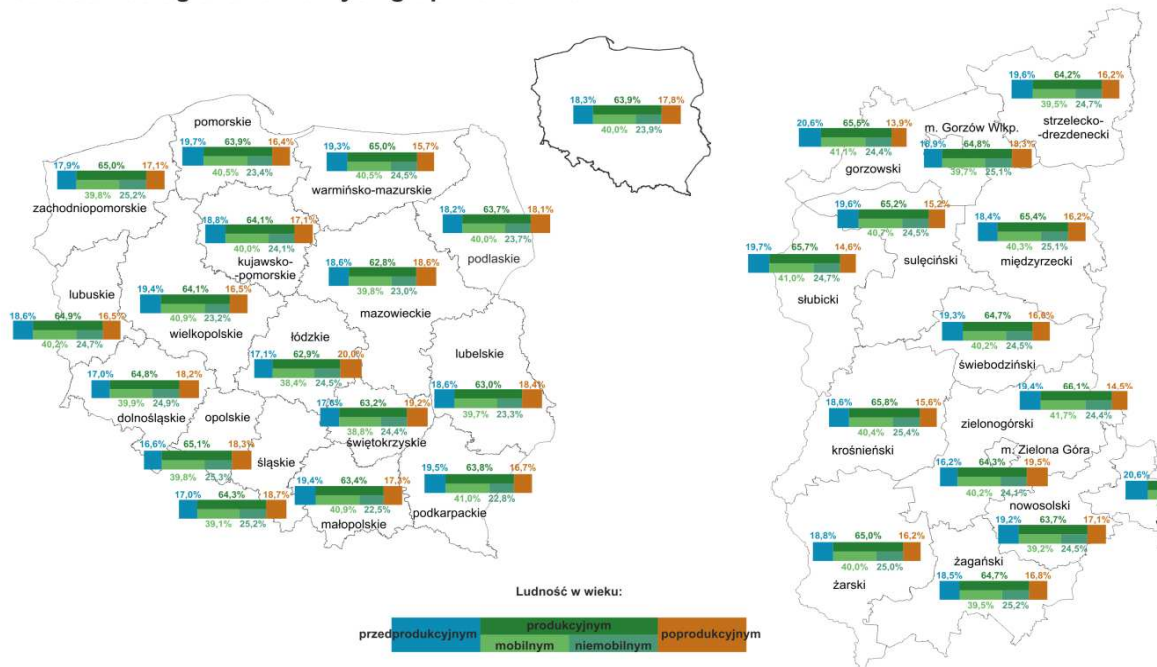 18,3% 63,9% 17,8%
40,0% 23,9%
pomorskie
19,7% 63,9% 16,4%
40,5% 23,4%
19,3% 65,0% 15,7%
40,5% 24,5%
warmińsko-mazurskie
17,9% 65,0% 17,1%
39,8% 25,2%
zachodniopomorskie
18,8% 64,1% 17,1%
40,0% 24,1%
kujawsko-
-pomorskie
18,2% 63,7% 18,1%
40,0% 23,7%
podlaskie
18,6% 62,8% 18,6%
39,8% 23,0%
mazowieckie
lubuskie
18,6% 64,9% 16,5%
40,2% 24,7%
19,4% 64,1% 16,5%
40,9% 23,2%
wielkopolskie
łódzkie
17,1% 62,9% 20,0%
38,4% 24,5%
lubelskie
18,6% 63,0% 18,4%
39,7% 23,3%
17,0% 64,8% 18,2%
39,9% 24,9%
dolnośląskie
opolskie
16,6% 65,1% 18,3%
39,8% 25,3%
63,2% 19,2%
38,8% 24,4%
świętokrzyskie
śląskie
17,0% 64,3% 18,7%
39,1% 25,2%
19,4% 63,4% 17,3%
40,9% 22,5%
małopolskie
19,5% 63,8% 16,7%
41,0% 22,8%
podkarpackie
19,6% 64,2% 16,2%
39,5% 24,7%
strzelecko-
-drezdenecki
20,6% 65,5% 13,9%
41,1% 24,4%
gorzowski
m. Gorzów Wlkp.
16,9% 64,8% 18,3%
39,7% 25,1%
19,6% 65,2% 15,2%
40,7% 24,5%
sulęciński
18,4% 65,4% 16,2%
40,3% 25,1%
międzyrzecki
19,7% 65,7% 14,6%
41,0% 24,7%
słubicki
19,3% 64,7% 16,0%
40,2% 24,5%
świebodziński
19,4% 66,1% 14,5%
41,7% 24,4%
zielonogórski
18,6% 65,8% 15,6%
40,4% 25,4%
krośnieński
m. Zielona Góra
16,2% 64,3% 19,5%
40,2% 24,1%
20,6%
nowosolski
19,2% 63,7% 17,1%
39,2% 24,5%
18,8% 65,0% 16,2%
40,0% 25,0%
żarski
żagański
18,5% 64,7% 16,8%
39,5% 25,2%
Ludność w wieku:
przedprodukcyjnym produkcyjnym poprodukcyjnym
mobilnym niemobilnym